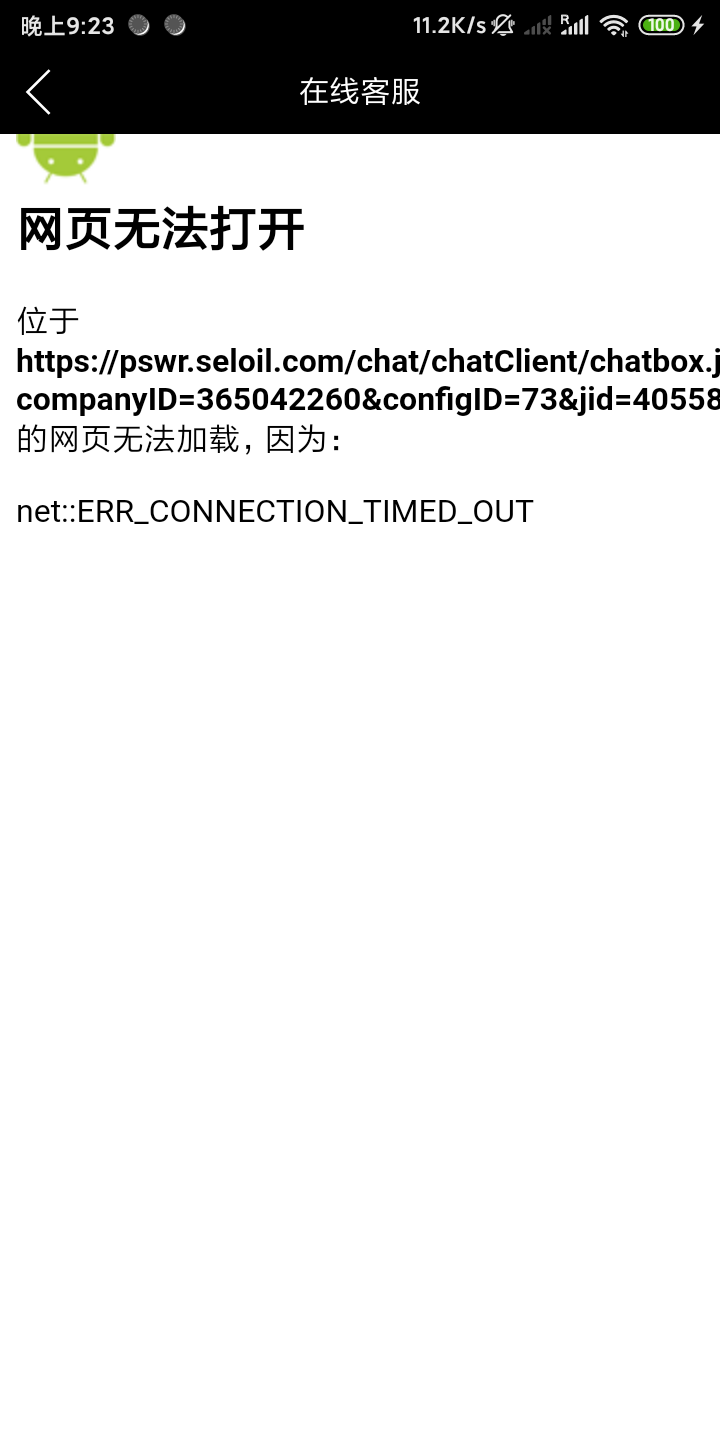 晚上9:23 11.2K/s R 100
在线客服
网页无法打开
位于
https://pswr.seloil.com/chat/chatClient/chatbox.j
companyID=365042260&configID=73&jid=40558
的网页无法加载，因为：
net::ERR_CONNECTION_TIMED_OUT